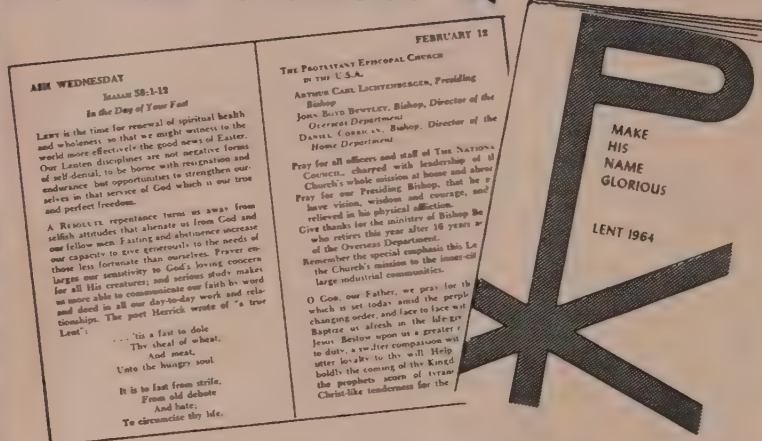 ASH WEDNESDAY
ISAIAH 58:1-12
In the Day of Your Fast
LENT is the time for renewal of spiritual health
and wholeness so that we might witness to the
world more effectively the good news of Easter.
Our Lenten disciplines are not negative forms
of self-denial, to be borne with resignation and
endurance but opportunities to strengthen our-
selves in that service of God which is our true
and perfect freedom.
A RESOLUTE repentance turns us away from
selfish attitudes that alienate us from God and
our fellow men. Fasting and abstinence increase
our capacity to give generously to the needs of
those less fortunate than ourselves. Prayer en-
larges our sensitivity to God's loving concern
for all His creatures; and serious study makes
us more able to communicate our faith by word
and deed in all our day-to-day work and rela-
tionships. The poet Herrick wrote of "a true
Lent":
. . . 'tis a fast to dole
Thy sheaf of wheat,
And meat,
Unto the hungry soul.
It is to fast from strife,
From old debate
And hate;
To circumcise thy life.
FEBRUARY 12
THE PROTESTANT EPISCOPAL CHURCH
IN THE U.S.A.
ARTHUR CARL LICHTENBERGER, Presiding
Bishop
JOHN BOYD BENTLEY, Bishop, Director of the
Overseas Department
DANIEL CORRIGAN, Bishop, Director of the
Home Department
Pray for all officers and staff of THE NATIONA
COUNCIL, charged with leadership of t
Church's whole mission at home and abroa
Pray for our Presiding Bishop, that he
have vision, wisdom and courage, and
relieved in his physical affliction.
Give thanks for the ministry of Bishop Be
who retires this year after 16 years a
of the Overseas Department.
Remember the special emphasis this Le
the Church's mission to the inner-cit
large industrial communities.
O GOD, our Father, we pray for th
which is set today amid the perpl
changing order, and face to face wit
Baptize us afresh in the life-giv
Jesus. Bestow upon us a greater
to duty, a swifter compassion wit
utter loyalty to thy will. Help
boldly the coming of thy Kingd
the prophets scorn of tyran
Christ-like tenderness for the
MAKE
HIS
NAME
GLORIOUS
LENT 1964